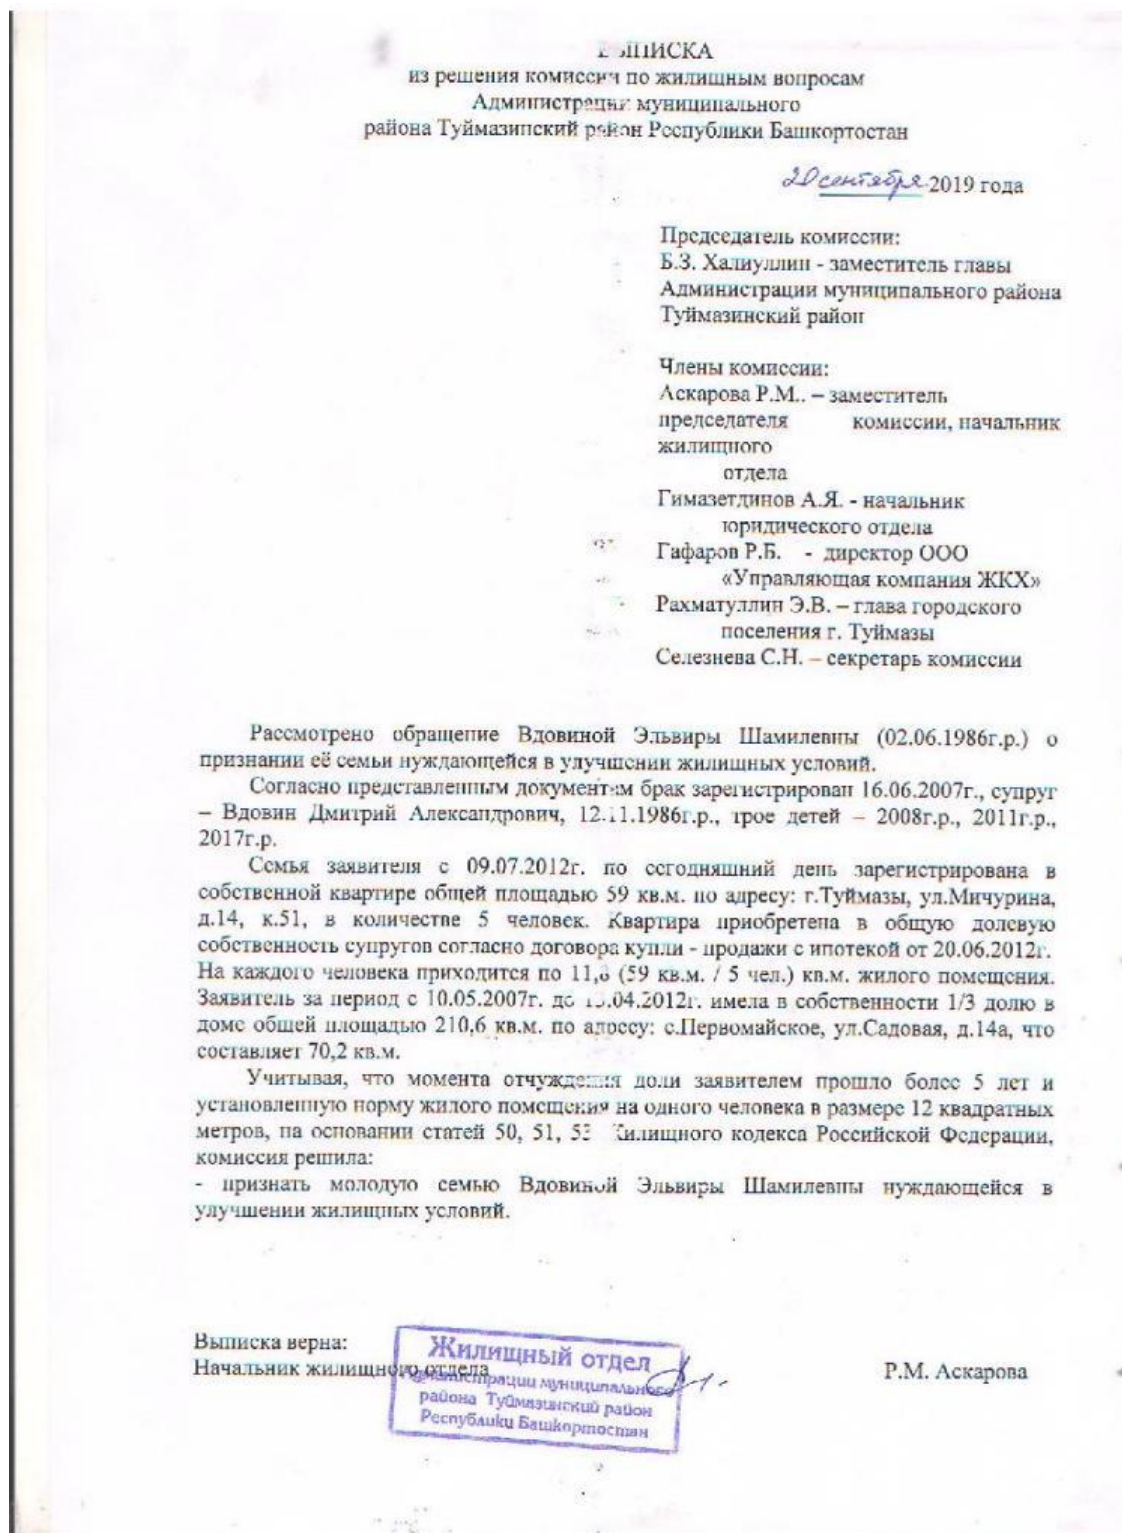 ВЫПИСКА
из решения комиссии по жилищным вопросам
Администрации муниципального
района Туймазинский район Республики Башкортостан
20 сентября 2019 года
Председатель комиссии:
Б.З. Халиуллин - заместитель главы
Администрации муниципального района
Туймазинский район
Члены комиссии:
Аскарова Р.М.. – заместитель
председателя комиссии, начальник
жилищного
отдела
Гимазетдинов А.Я. - начальник
юридического отдела
Гафаров Р.Б. - директор ООО
«Управляющая компания ЖКХ»
Рахматуллин Э.В. – глава городского
поселения г. Туймазы
Селезнева С.Н. – секретарь комиссии
Рассмотрено обращение Вдовиной Эльвиры Шамилевны (02.06.1986г.р.) о
признании её семьи нуждающейся в улучшении жилищных условий.
Согласно представленным документам брак зарегистрирован 16.06.2007г., супруг
– Вдовин Дмитрий Александрович, 12.11.1986г.р., трое детей – 2008г.р., 2011г.р.,
2017г.р.
Семья заявителя с 09.07.2012г. по сегодняшний день зарегистрирована в
собственной квартире общей площадью 59 кв.м. по адресу: г.Туймазы, ул.Мичурина,
д.14, к.51, в количестве 5 человек. Квартира приобретена в общую долевую
собственность супругов согласно договора купли - продажи с ипотекой от 20.06.2012г.
На каждого человека приходится по 11,8 (59 кв.м. / 5 чел.) кв.м. жилого помещения.
Заявитель за период с 10.05.2007г. до .04.2012г. имела в собственности 1/3 долю в
доме общей площадью 210,6 кв.м. по адресу: с.Первомайское, ул.Садовая, д.14а, что
составляет 70,2 кв.м.
Учитывая, что момента отчуждения доли заявителем прошло более 5 лет и
установленную норму жилого помещения на одного человека в размере 12 квадратных
метров, на основании статей 50, 51, Жилищного кодекса Российской Федерации,
комиссия решила:
- признать молодую семью Вдовиной Эльвиры Шамилевны нуждающейся в
улучшении жилищных условий.
Выписка верна:
Начальник жилищного отдела Р.М. Аскарова
Жилищный отдел
Администрации муниципального
района Туймазинский район
Республики Башкортостан